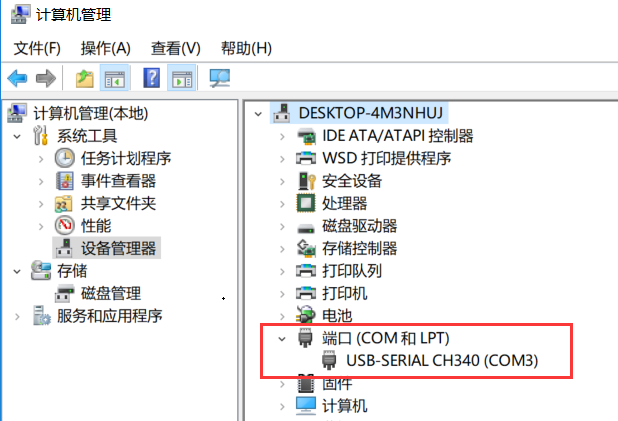 计算机管理
文件(F) 操作(A) 查看(V) 帮助(H)
计算机管理(本地)
系统工具
任务计划程序
事件查看器
共享文件夹
性能
设备管理器
存储
磁盘管理
服务和应用程序
DESKTOP-4M3NHUJ
IDE ATA/ATAPI 控制器
WSD 打印提供程序
安全设备
处理器
磁盘驱动器
存储控制器
打印队列
打印机
电池
端口 (COM 和 LPT)
USB-SERIAL CH340 (COM3)
固件
计算机